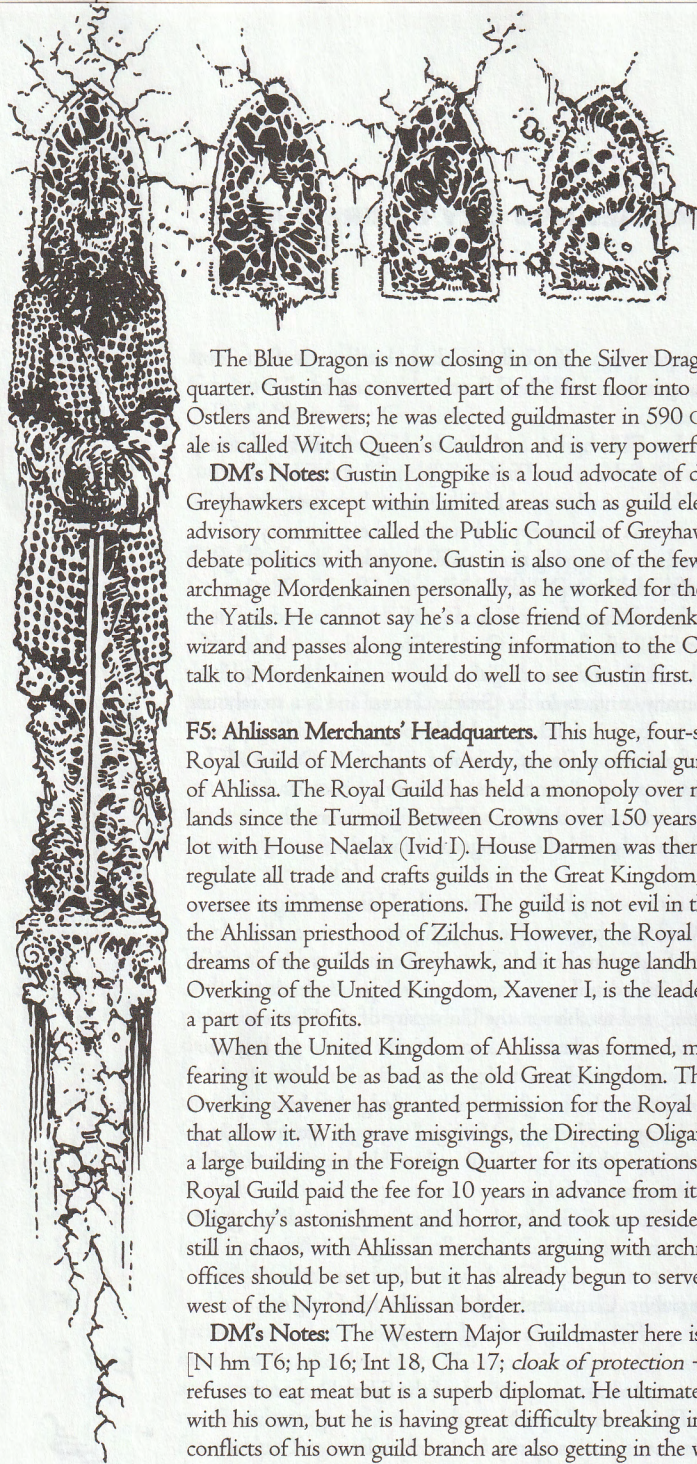 The Blue Dragon is now closing in on the Silver Drag
quarter. Gustin has converted part of the first floor into
Ostlers and Brewers; he was elected guildmaster in 590
ale is called Witch Queen's Cauldron and is very powerf
DM's Notes: Gustin Longpike is a loud advocate of d
Greyhawkers except within limited areas such as guild ele
advisory committee called the Public Council of Greyhaw
debate politics with anyone. Gustin is also one of the few
archmage Mordenkainen personally, as he worked for the
the Yatils. He cannot say he's a close friend of Mordenk
wizard and passes along interesting information to the C
talk to Mordenkainen would do well to see Gustin first.
F5: Ahlissan Merchants' Headquarters. This huge, four-s
Royal Guild of Merchants of Aerdy, the only official gui
of Ahlissa. The Royal Guild has held a monopoly over m
lands since the Turmoil Between Crowns over 150 years
lot with House Naelax (Ivid I). House Darmen was then
regulate all trade and crafts guilds in the Great Kingdom,
oversee its immense operations. The guild is not evil in th
the Ahlissan priesthood of Zilchus. However, the Royal
dreams of the guilds in Greyhawk, and it has huge landh
Overking of the United Kingdom, Xavener I, is the leade
a part of its profits.
When the United Kingdom of Ahlissa was formed, m
fearing it would be as bad as the old Great Kingdom. Th
Overking Xavener has granted permission for the Royal
that allow it. With grave misgivings, the Directing Oligar
a large building in the Foreign Quarter for its operations
Royal Guild paid the fee for 10 years in advance from it
Oligarchy's astonishment and horror, and took up reside
still in chaos, with Ahlissan merchants arguing with archi
offices should be set up, but it has already begun to serve
west of the Nyrond/Ahlissan border.
DM's Notes: The Western Major Guildmaster here is
[N hm T6; hp 16; Int 18, Cha 17; cloak of protection
refuses to eat meat but is a superb diplomat. He ultimate
with his own, but he is having great difficulty breaking in
conflicts of his own guild branch are also getting in the w